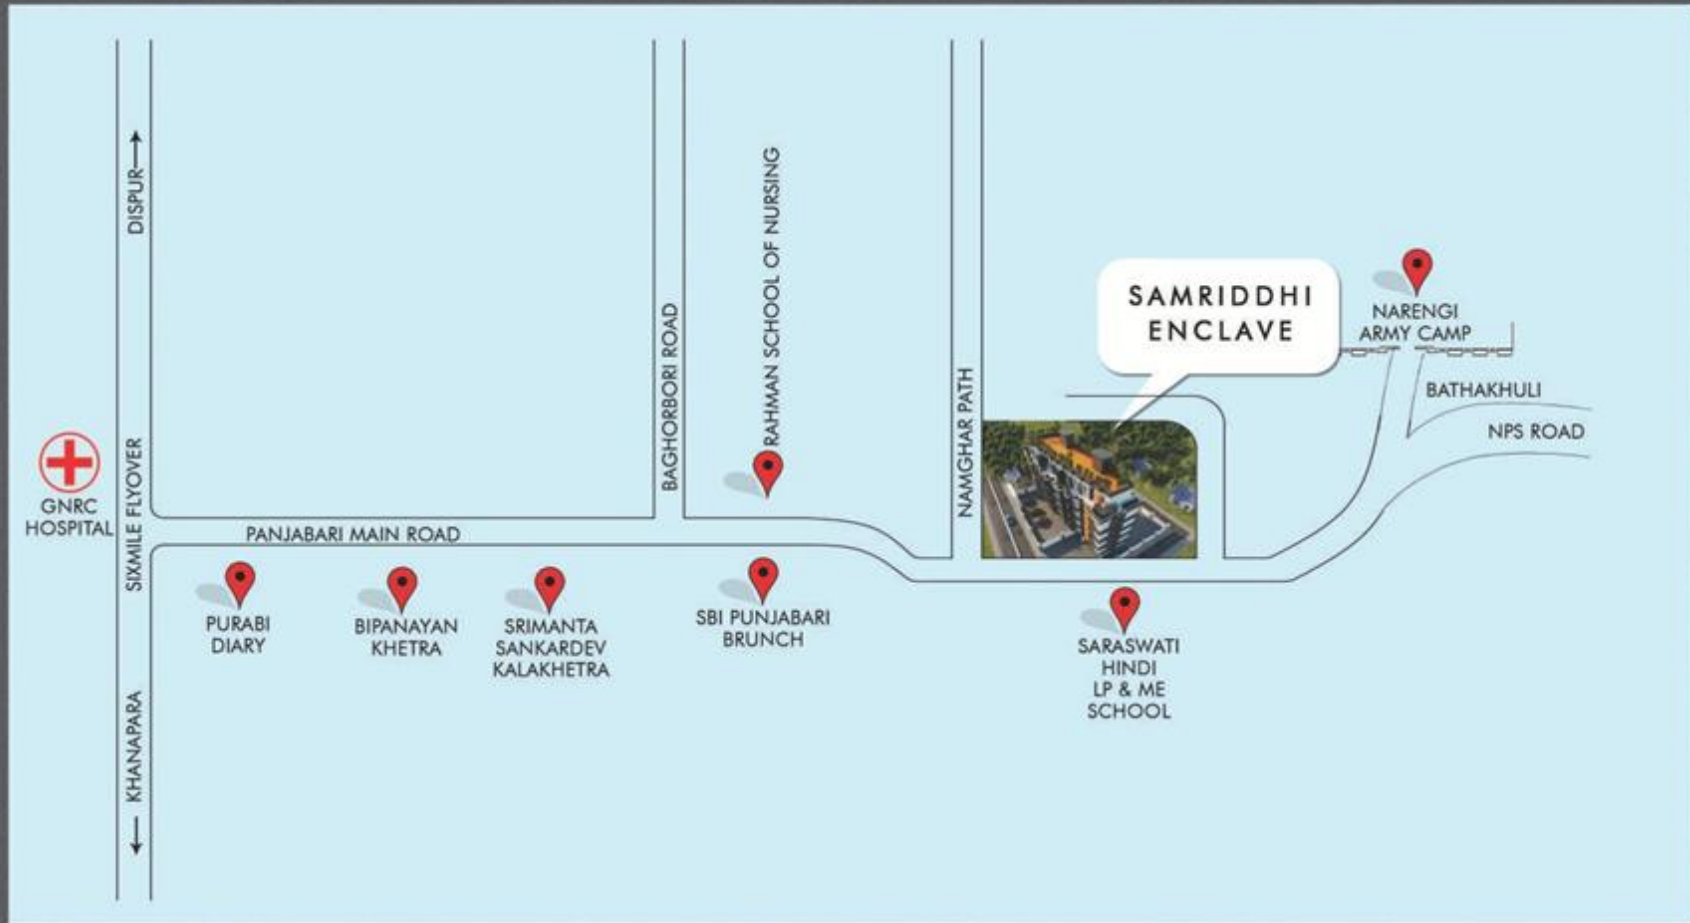 DISPUR
SIXMILE FLYOVER
KHANAPARA
GNRC
HOSPITAL
PANJABARI MAIN ROAD
PURABI
DIARY
BIPANAYAN
KHETRA
SRIMANTA
SANKARDEV
KALAKHETRA
BAGHORBORI ROAD
RAHMAN SCHOOL OF NURSING
SBI PUNJABARI
BRUNCH
NAMGHAR PATH
SAMRIDDHI
ENCLAVE
SARASWATI
HINDI
LP & ME
SCHOOL
NARENGI
ARMY CAMP
BATHAKHULI
NPS ROAD